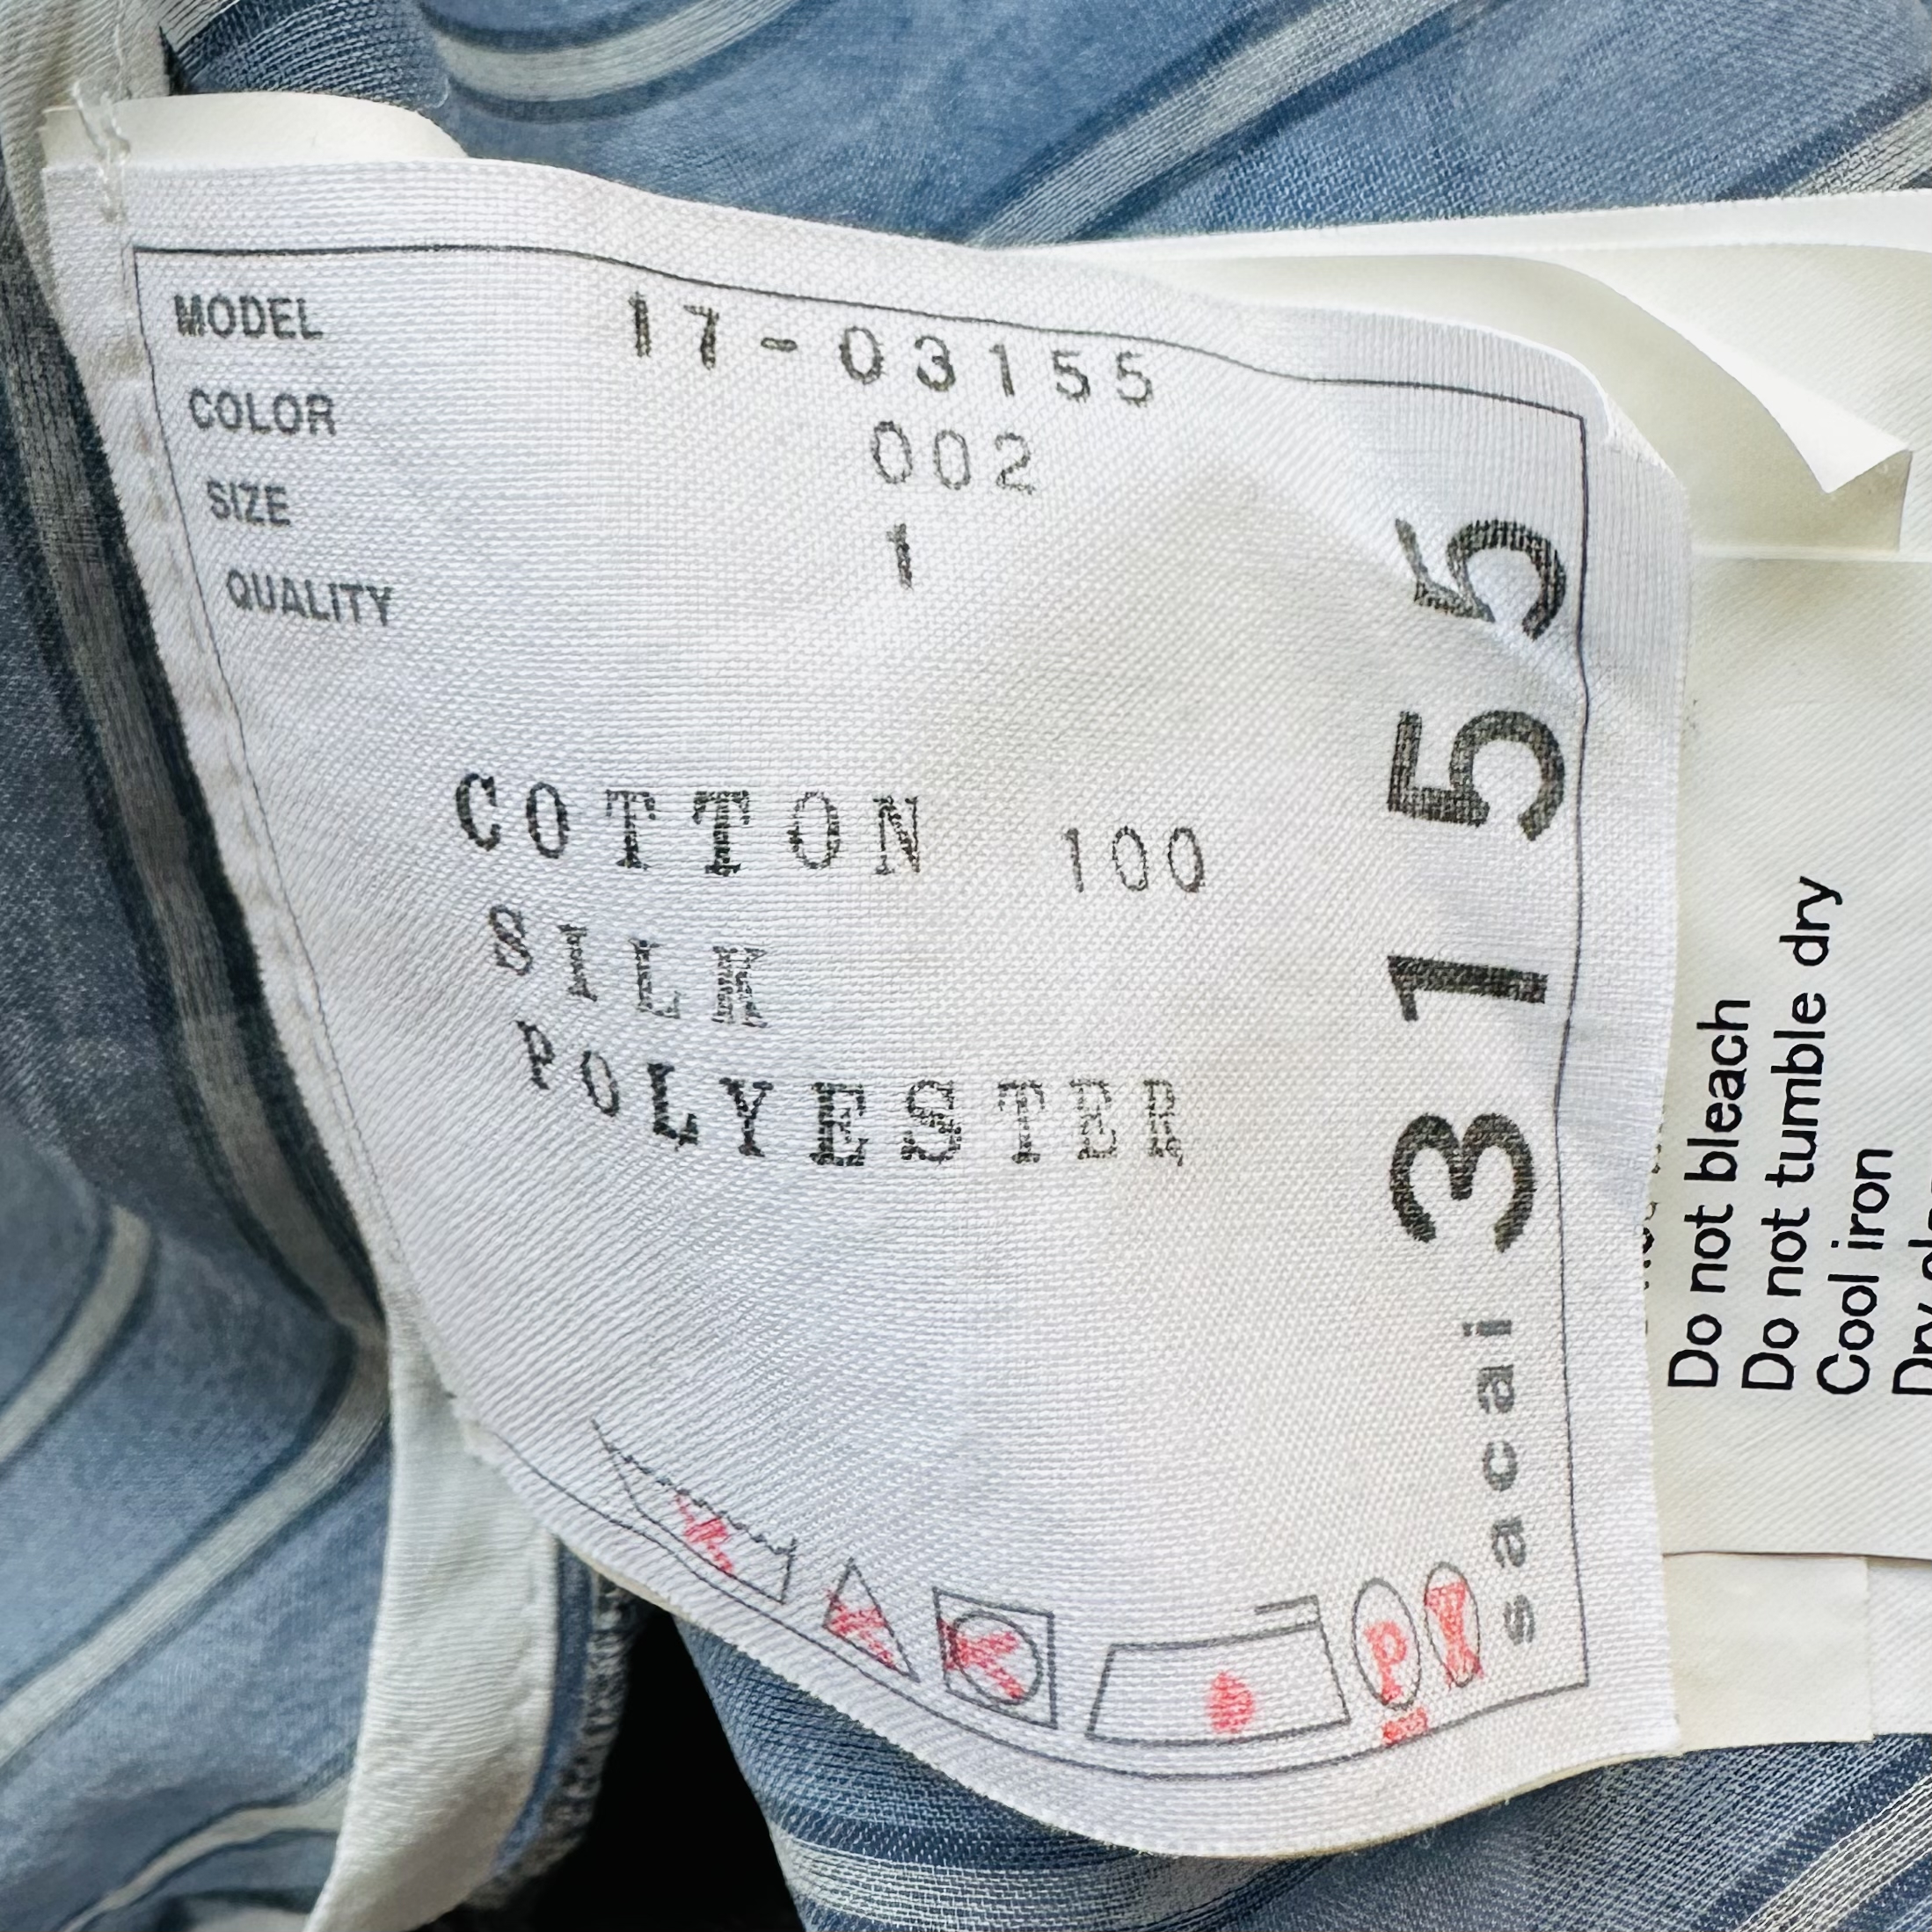 MODEL 17-03155
COLOR 002
SIZE 1
QUALITY
COTTON 100
SILK
POLYESTER
sacai 3155
P
Do not bleach
Do not tumble dry
Cool iron